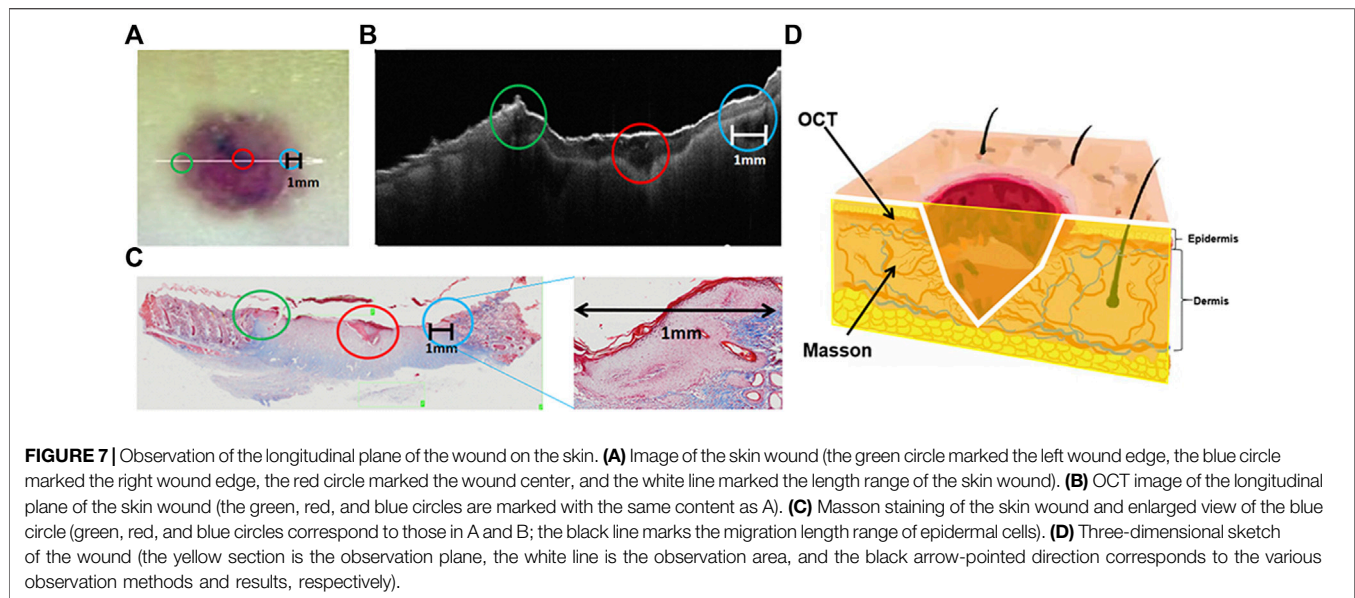 A
B
D
1mm
1mm
OCT
Epidermis
Dermis
Masson
C
1mm
1mm
FIGURE 7 | Observation of the longitudinal plane of the wound on the skin. (A) Image of the skin wound (the green circle marked the left wound edge, the blue circle
marked the right wound edge, the red circle marked the wound center, and the white line marked the length range of the skin wound). (B) OCT image of the longitudinal
plane of the skin wound (the green, red, and blue circles are marked with the same content as A). (C) Masson staining of the skin wound and enlarged view of the blue
circle (green, red, and blue circles correspond to those in A and B; the black line marks the migration length range of epidermal cells). (D) Three-dimensional sketch
of the wound (the yellow section is the observation plane, the white line is the observation area, and the black arrow-pointed direction corresponds to the various
observation methods and results, respectively).